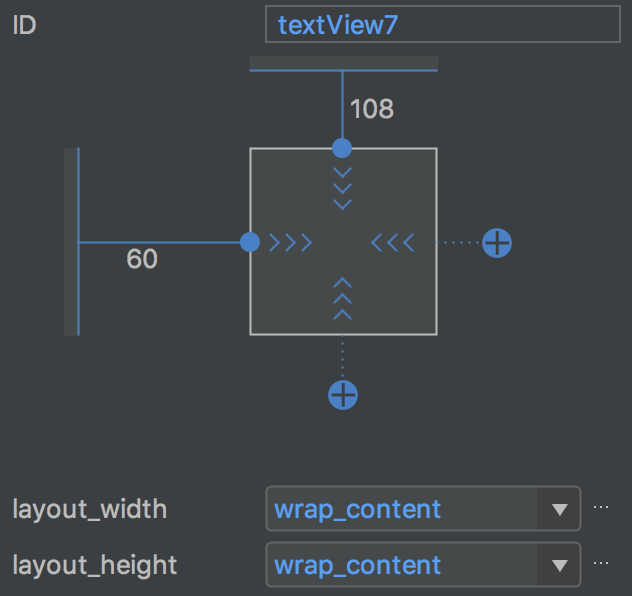 ID textView7
108
60
layout_width wrap_content ...
layout_height wrap_content ...